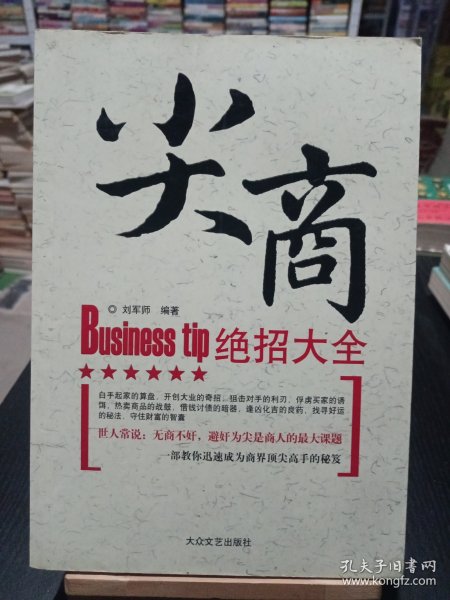 尖商
◎ 刘军师 编著
Business tip 绝招大全
★★★★★★
白手起家的算盘，开创大业的奇招，狙击对手的利刃，俘虏买家的诱
饵，热卖商品的战鼓，借钱讨债的暗器，逢凶化吉的良药，找寻好运
的秘法，守住财富的智囊
世人常说：无商不奸，避奸为尖是商人的最大课题
一部教你迅速成为商界顶尖高手的秘笈
大众文艺出版社
孔夫子旧书网
www.kongfz.com